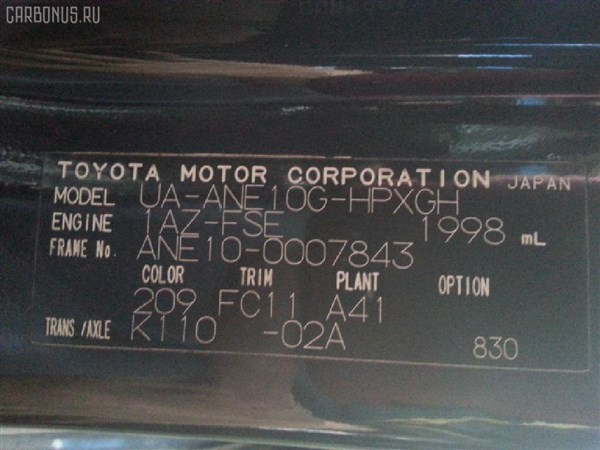 CARBONUS.RU
TOYOTA MOTOR CORPORATION JAPAN
MODEL UA-ANE10G-HPXGH
ENGINE 1AZ-FSE 1998 mL
FRAME No. ANE10-0007843
COLOR TRIM PLANT OPTION
209 FC11 A41
TRANS/AXLE K110 -02A
830